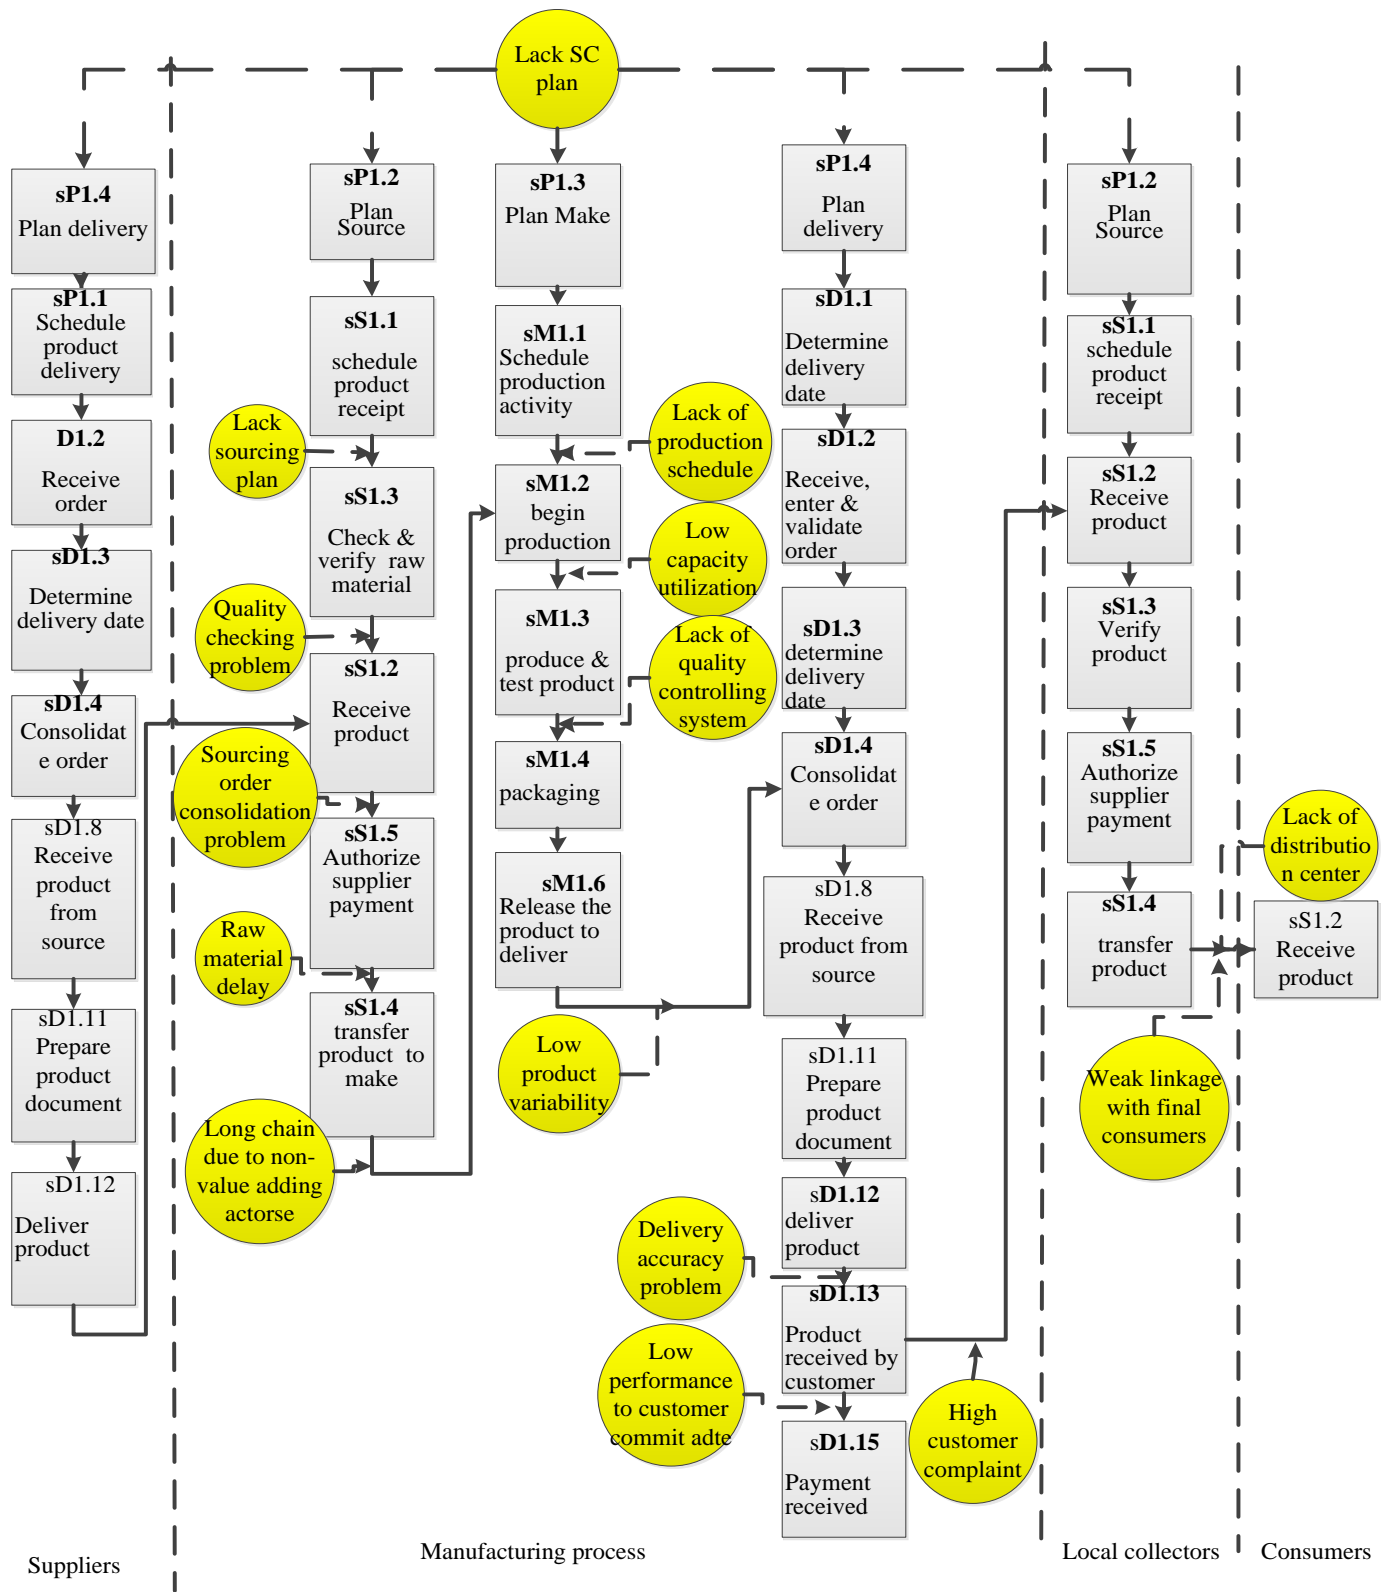 Lack SC
plan
sP1.4
Plan delivery
sP1.1
Schedule
product
delivery
D1.2
Receive
order
sD1.3
Determine
delivery date
sD1.4
Consolidat
e order
sD1.8
Receive
product
from
source
sD1.11
Prepare
product
document
sD1.12
Deliver
product
Suppliers
sP1.2
Plan
Source
sS1.1
schedule
product
receipt
Lack
sourcing
plan
sS1.3
Check &
verify raw
material
Quality
checking
problem
sS1.2
Receive
product
Sourcing
order
consolidation
problem
sS1.5
Authorize
supplier
payment
Raw
material
delay
sS1.4
transfer
product to
make
Long chain
due to non-
value adding
actorse
sP1.3
Plan Make
sM1.1
Schedule
production
activity
Lack of
production
schedule
sM1.2
begin
production
Low
capacity
utilization
sM1.3
produce &
test product
Lack of
quality
controlling
system
sM1.4
packaging
sM1.6
Release the
product to
deliver
Low
product
variability
sP1.4
Plan
delivery
sD1.1
Determine
delivery
date
sD1.2
Receive,
enter &
validate
order
sD1.3
determine
delivery
date
sD1.4
Consolidat
e order
sD1.8
Receive
product from
source
sD1.11
Prepare
product
document
sD1.12
deliver
product
Delivery
accuracy
problem
sD1.13
Product
received by
customer
Low
performance
to customer
commit adte
sD1.15
Payment
received
High
customer
complaint
Manufacturing process
sP1.2
Plan
Source
sS1.1
schedule
product
receipt
sS1.2
Receive
product
sS1.3
Verify
product
sS1.5
Authorize
supplier
payment
sS1.4
transfer
product
Weak linkage
with final
consumers
Local collectors
Lack of
distributio
n center
sS1.2
Receive
product
Consumers